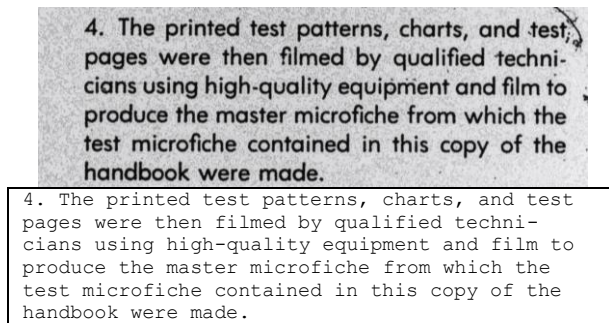 4. The printed test patterns, charts, and test
pages were then filmed by qualified techni-
cians using high-quality equipment and film to
produce the master microfiche from which the
test microfiche contained in this copy of the
handbook were made.
4. The printed test patterns, charts, and test
pages were then filmed by qualified techni-
cians using high-quality equipment and film to
produce the master microfiche from which the
test microfiche contained in this copy of the
handbook were made.